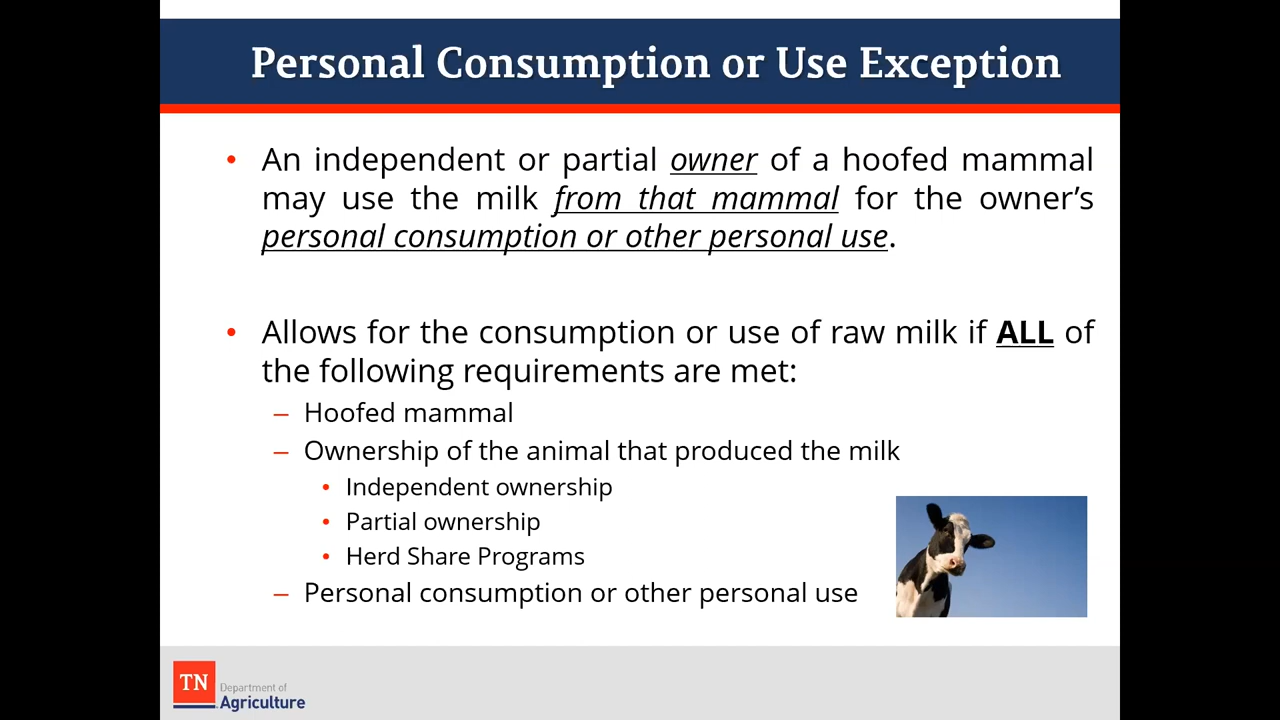 Personal Consumption or Use Exception
• An independent or partial owner of a hoofed mammal
may use the milk from that mammal for the owner’s
personal consumption or other personal use.
• Allows for the consumption or use of raw milk if ALL of
the following requirements are met:
– Hoofed mammal
– Ownership of the animal that produced the milk
• Independent ownership
• Partial ownership
• Herd Share Programs
– Personal consumption or other personal use
TN
Department of
Agriculture